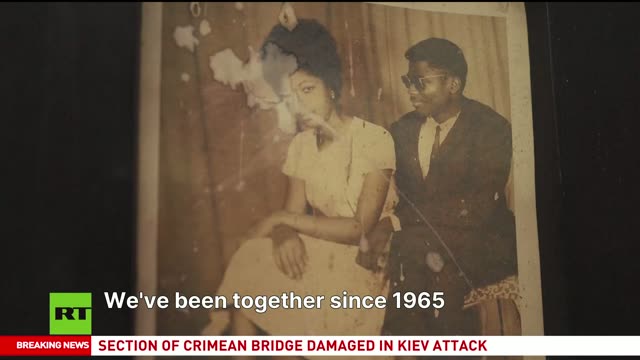 We've been together since 1965
RT
BREAKING NEWS SECTION OF CRIMEAN BRIDGE DAMAGED IN KIEV ATTACK